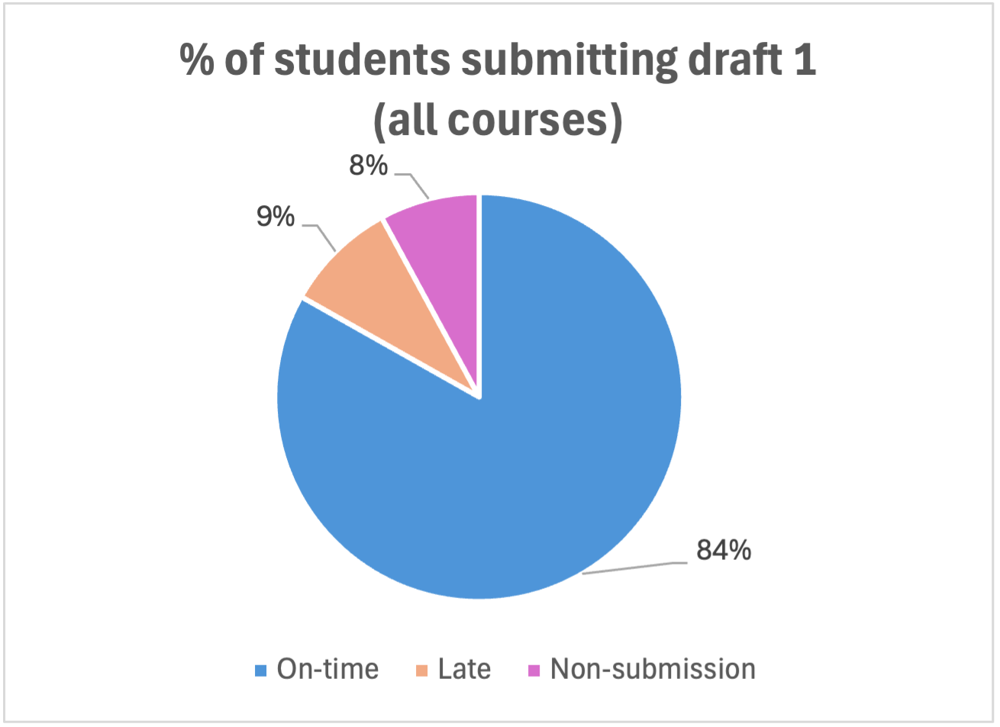 % of students submitting draft 1
(all courses)
8%
9%
84%
On-time Late Non-submission